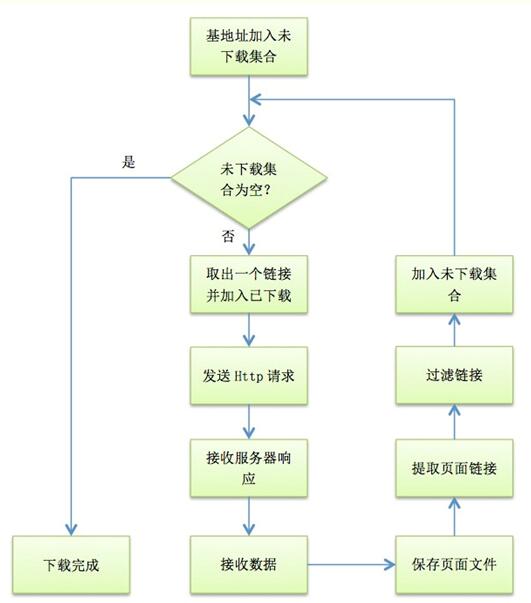 基地址加入未
下载集合
是
未下载集
合为空?
否
取出一个链接
并加入已下载
加入未下载集
合
发送 Http 请求
过滤链接
接收服务器响
应
提取页面链接
下载完成
接收数据
保存页面文件